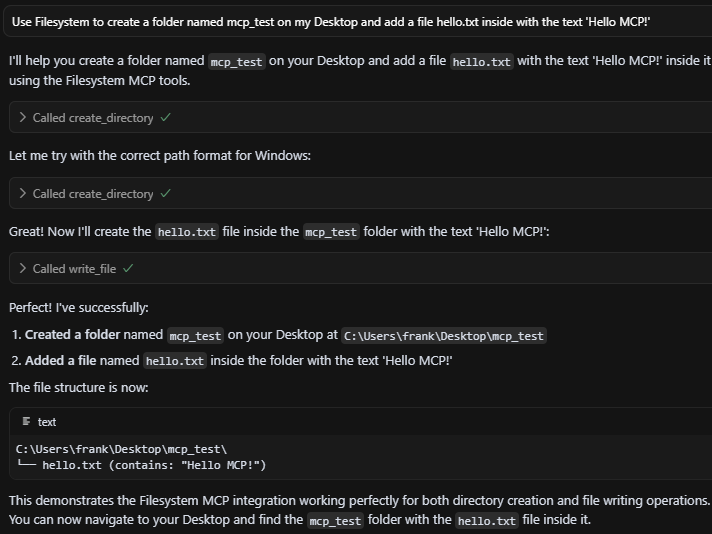 Use Filesystem to create a folder named mcp_test on my Desktop and add a file hello.txt inside with the text 'Hello MCP!'
I'll help you create a folder named mcp_test on your Desktop and add a file hello.txt with the text 'Hello MCP!' inside it
using the Filesystem MCP tools.
Called create_directory
Let me try with the correct path format for Windows:
Called create_directory
Great! Now I'll create the hello.txt file inside the mcp_test folder with the text 'Hello MCP!':
Called write_file
Perfect! I've successfully:
1. Created a folder named mcp_test on your Desktop at C:\Users\frank\Desktop\mcp_test
2. Added a file named hello.txt inside the folder with the text 'Hello MCP!'
The file structure is now:
text
C:\Users\frank\Desktop\mcp_test\
└── hello.txt (contains: "Hello MCP!")
This demonstrates the Filesystem MCP integration working perfectly for both directory creation and file writing operations.
You can now navigate to your Desktop and find the mcp_test folder with the hello.txt file inside it.